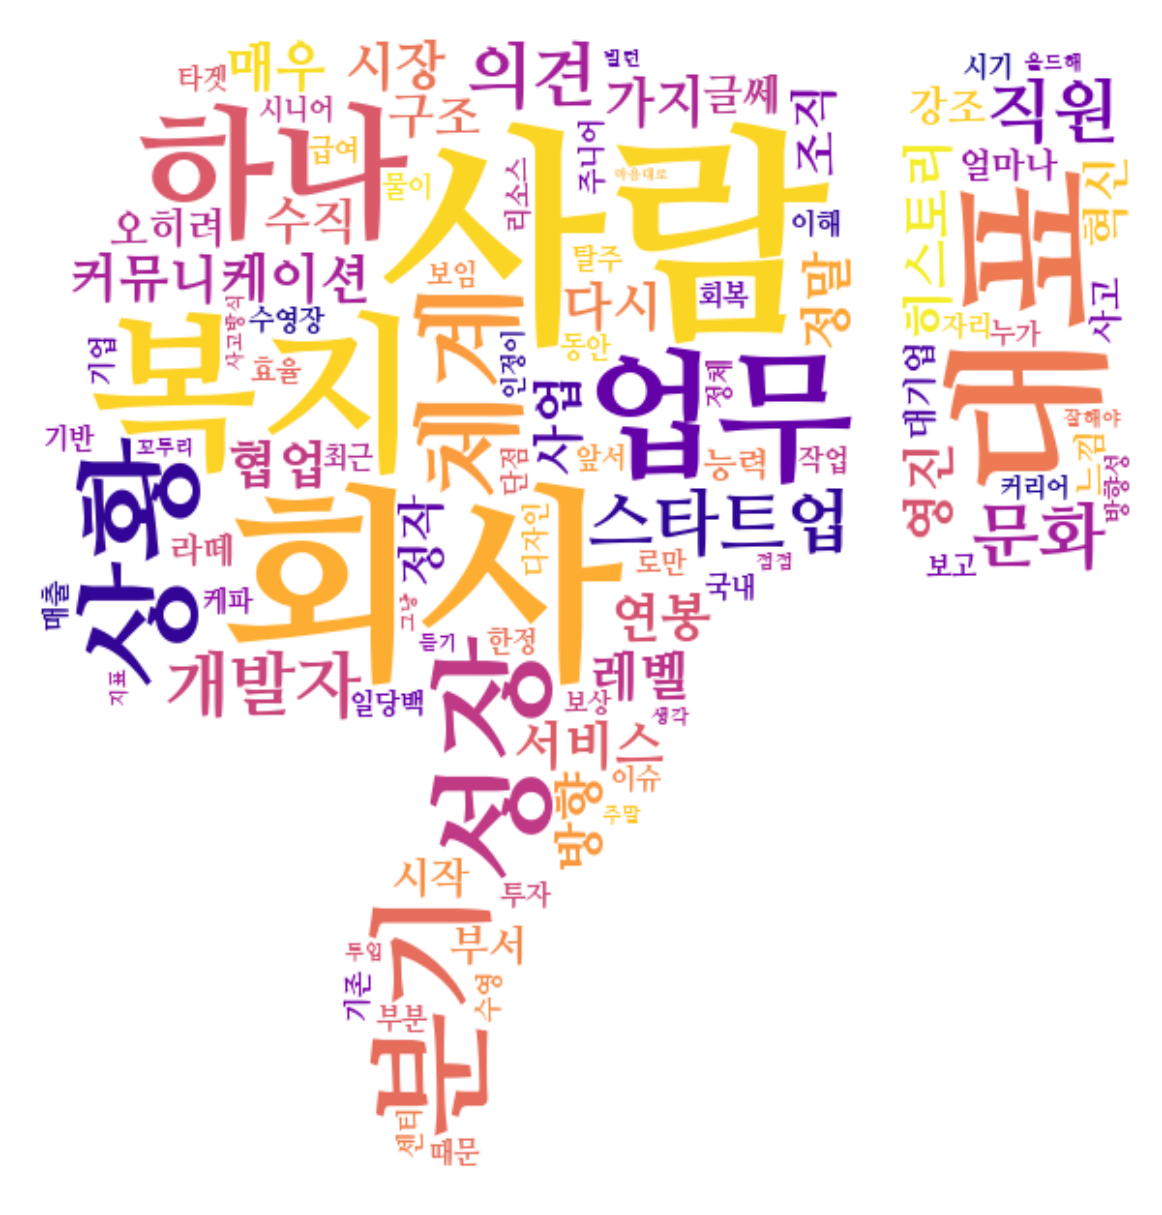 매우
시장
의견
빌런
타겟
시니어
구조
가지
글쎄
조직
하나
급여
물이
사람
리소스
주니어
마음대로
이해
오히려
수직
커뮤니케이션
보임
탈주
다시
회복
정말
사고방식
수영장
기업
효율
복지
체계
인정이
동안
업무
정체
사업
기반
꼬투리
협업
최근
단점
앞서
능력
작업
상황
라떼
회사
정작
디자인
스타트업
로만
점점
매출
케파
그냥
국내
지표
개발자
일당백
듣기
한정
연봉
레벨
보상
생각
성장
서비스
이슈
방향
주말
시작
투자
분기
부서
투입
기존
수영
부분
센티
때문
시기
올드해
강조
직원
히스토리
얼마나
혁신
대표
사고
자리
누가
대기업
잘해야
느낌
영진
커리어
방향성
문화
보고